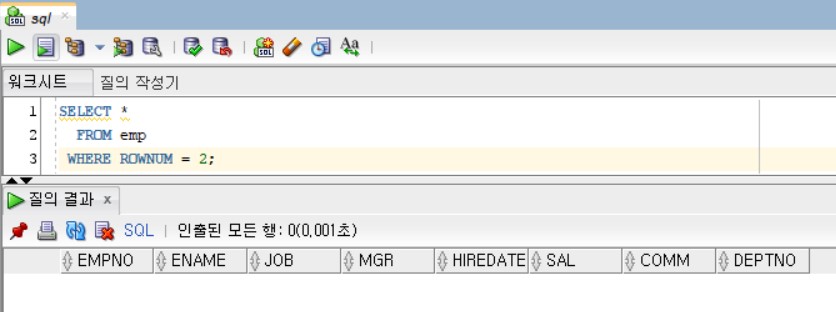 sql
Aa
워크시트 질의 작성기
1 SELECT *
2 FROM emp
3 WHERE ROWNUM = 2;
질의 결과 x
SQL | 인출된 모든 행: 0(0,001초)
EMPNO ENAME JOB MGR HIREDATE SAL COMM DEPTNO